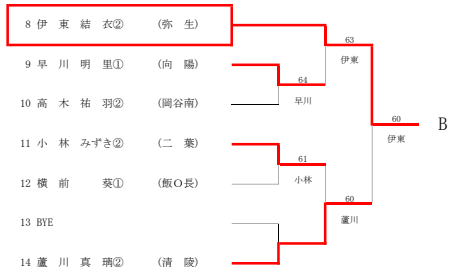 8 伊 東 結 衣② (弥 生)
63
伊東
9 早 川 明 里① (向 陽)
64
早川
10 高 木 祐 羽② (岡谷南)
60
伊東
B
11 小 林 みずき② (二 葉)
61
小林
12 横 前 葵① (飯O長)
60
蘆川
13 BYE
14 蘆 川 真 璃② (清 陵)